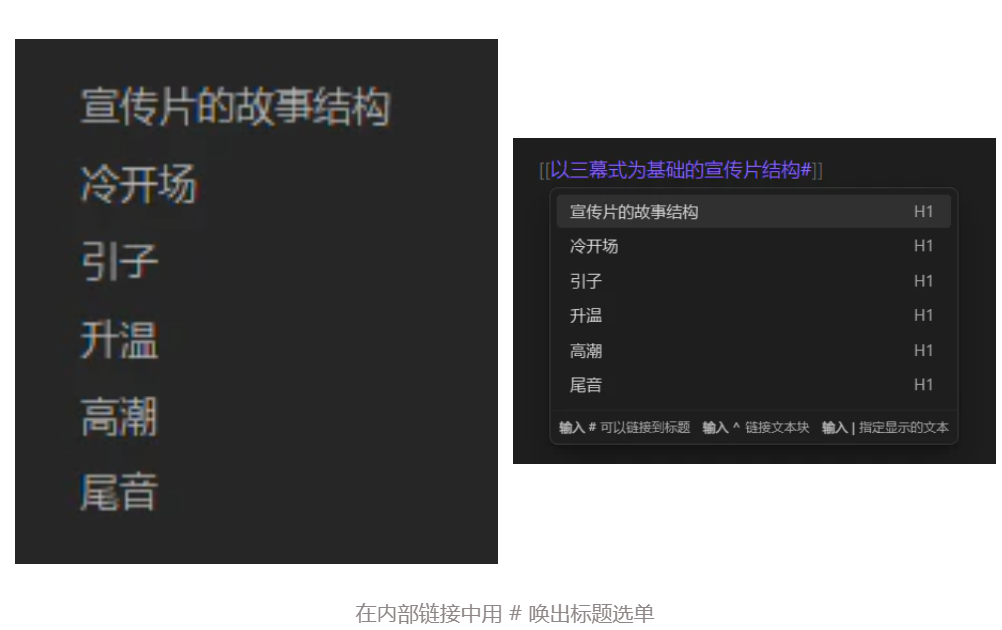 宣传片的故事结构
冷开场
引子
升温
高潮
尾音
[[以三幕式为基础的宣传片结构#]]
宣传片的故事结构 H1
冷开场 H1
引子 H1
升温 H1
高潮 H1
尾音 H1
输入 # 可以链接到标题 输入 ^ 链接文本块 输入 | 指定显示的文本
在内部链接中用 # 唤出标题选单